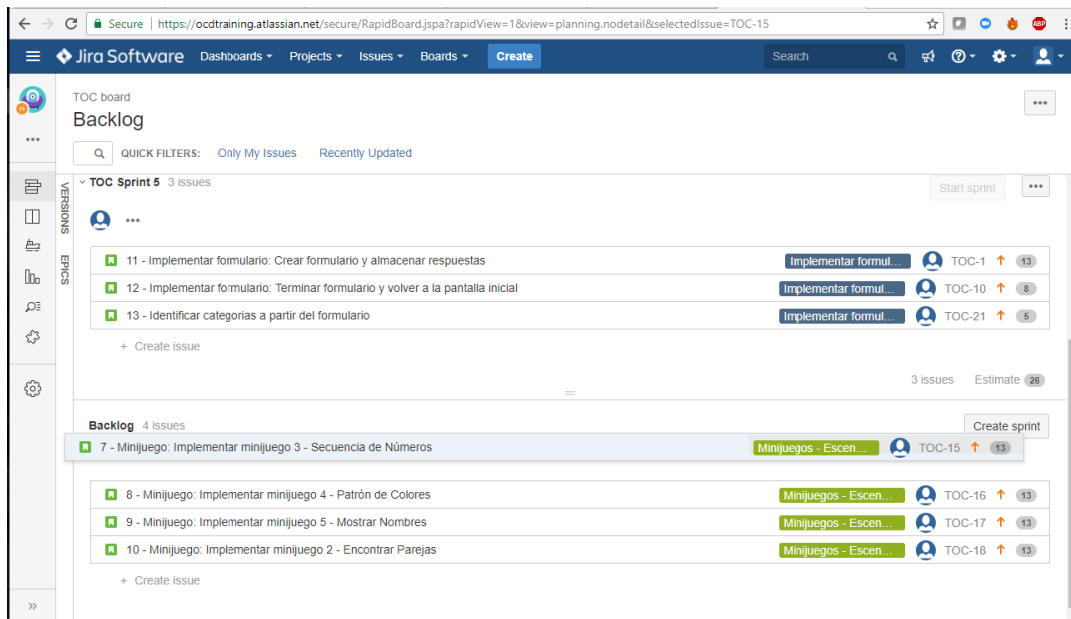 Secure | https://ocdtraining.atlassian.net/secure/RapidBoard.jspa?rapidView=1&view=planning.nodetail&selectedIssue=TOC-15
ABP
Jira Software Dashboards Projects Issues Boards Create Search
TOC board
Backlog
QUICK FILTERS: Only My Issues Recently Updated
VERSIONS
EPICS
TOC Sprint 5 3 issues Start sprint
11 - Implementar formulario: Crear formulario y almacenar respuestas Implementar formul... TOC-1 13
12 - Implementar formulario: Terminar formulario y volver a la pantalla inicial Implementar formul... TOC-10 8
13 - Identificar categorias a partir del formulario Implementar formul... TOC-21 5
+ Create issue
3 issues Estimate 26
Backlog 4 issues Create sprint
7 - Minijuego: Implementar minijuego 3 - Secuencia de Números Minijuegos - Escen... TOC-15 13
8 - Minijuego: Implementar minijuego 4 - Patrón de Colores Minijuegos - Escen... TOC-16 13
9 - Minijuego: Implementar minijuego 5 - Mostrar Nombres Minijuegos - Escen... TOC-17 13
10 - Minijuego: Implementar minijuego 2 - Encontrar Parejas Minijuegos - Escen... TOC-18 13
+ Create issue